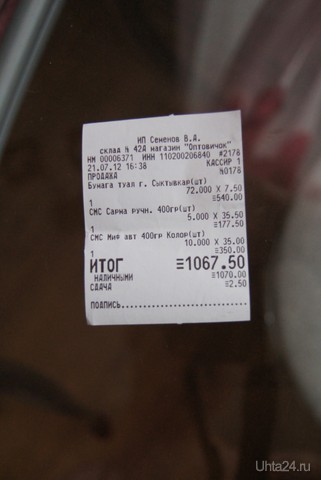 ИП Семенов В.А.
склад № 42А магазин "Оптовичок"
НМ 00006371 ИНН 110200206840 #2178
21.07.12 16:38 КАССИР 1
ПРОДАЖА №0178
Бумага туал г. Сыктывкар(шт)
72.000 X 7.50
1 ≡540.00
СМС Сарма ручн. 400гр(шт)
5.000 X 35.50
1 ≡177.50
СМС Миф авт 400гр Колор(шт)
10.000 X 35.00
1 ≡350.00
ИТОГ ≡1067.50
НАЛИЧНЫМИ ≡1070.00
СДАЧА ≡2.50
ПОДПИСЬ........................
Uhta24.ru